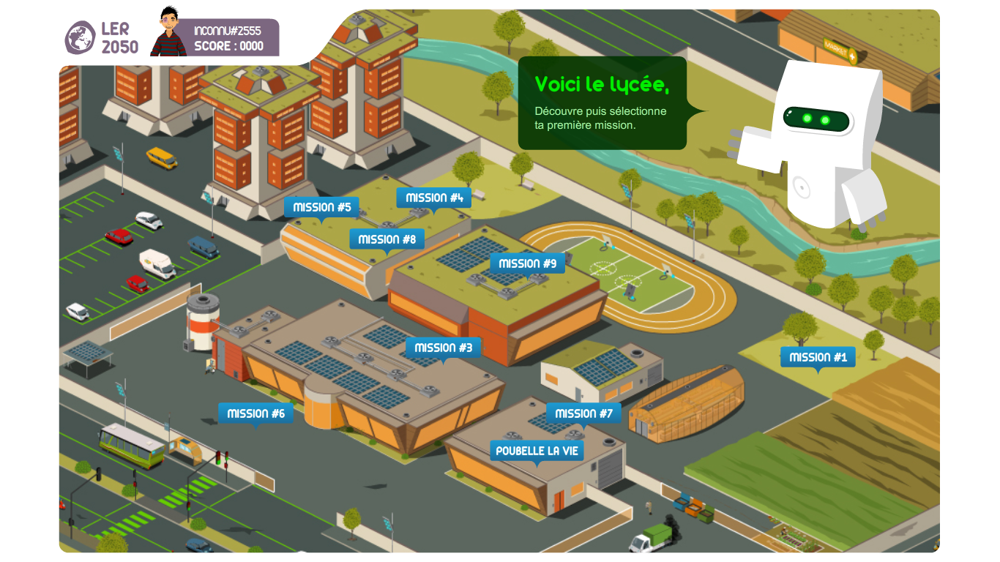 LER
2050
INCONNU#2555
SCORE : 0000
MARKET
Voici le lycée,
Découvre puis sélectionne
ta première mission.
MISSION #5
MISSION #4
MISSION #8
MISSION #9
MISSION #3
MISSION #1
MISSION #6
MISSION #7
POUBELLE LA VIE